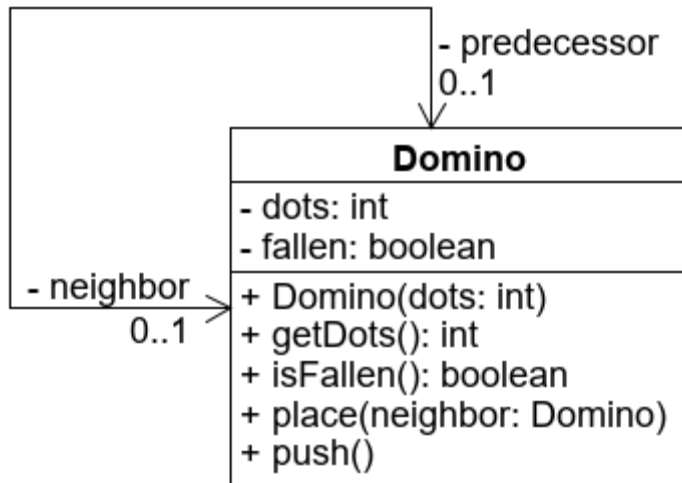 - predecessor
0..1
Domino
- dots: int
- fallen: boolean
- neighbor
0..1
+ Domino(dots: int)
+ getDots(): int
+ isFallen(): boolean
+ place(neighbor: Domino)
+ push()